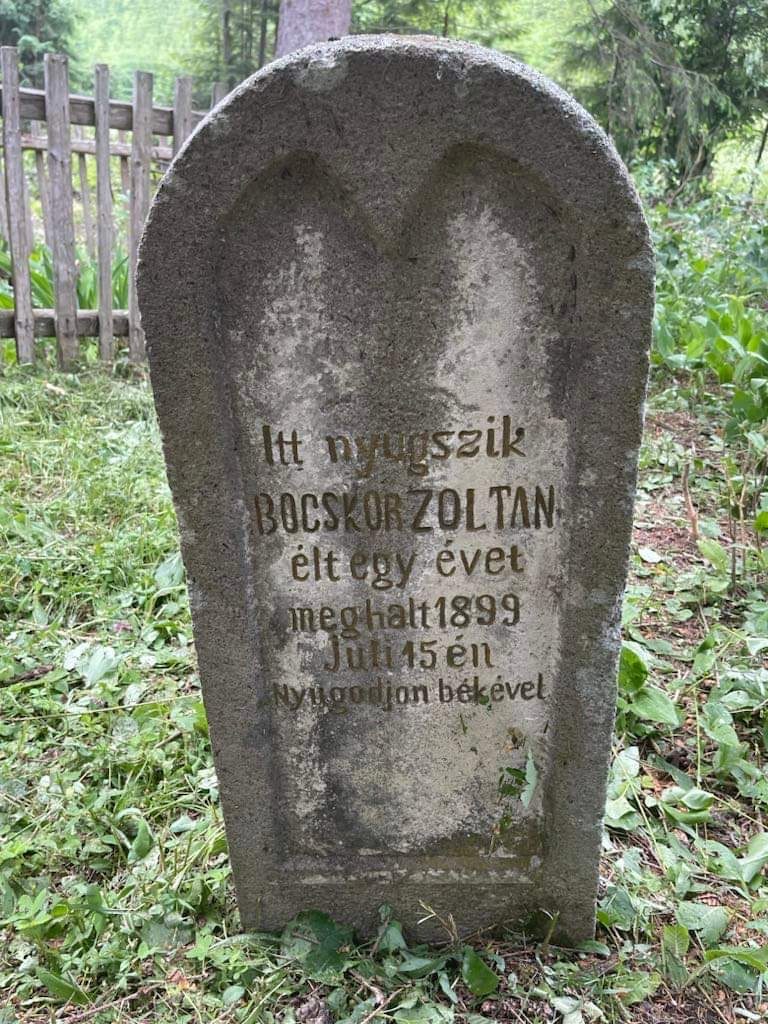 Itt nyugszik
BOCSKOR ZOLTAN
élt egy évet
meghalt 1899
Juli 15 én
Nyugodjon békével